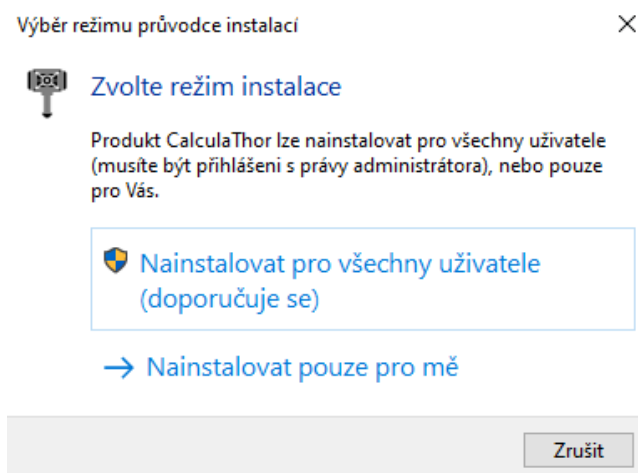 Výběr režimu průvodce instalací
Zvolte režim instalace
Produkt CalculaThor lze nainstalovat pro všechny uživatele
(musíte být přihlášeni s právy administrátora), nebo pouze
pro Vás.
Nainstalovat pro všechny uživatele
(doporučuje se)
Nainstalovat pouze pro mě
Zrušit